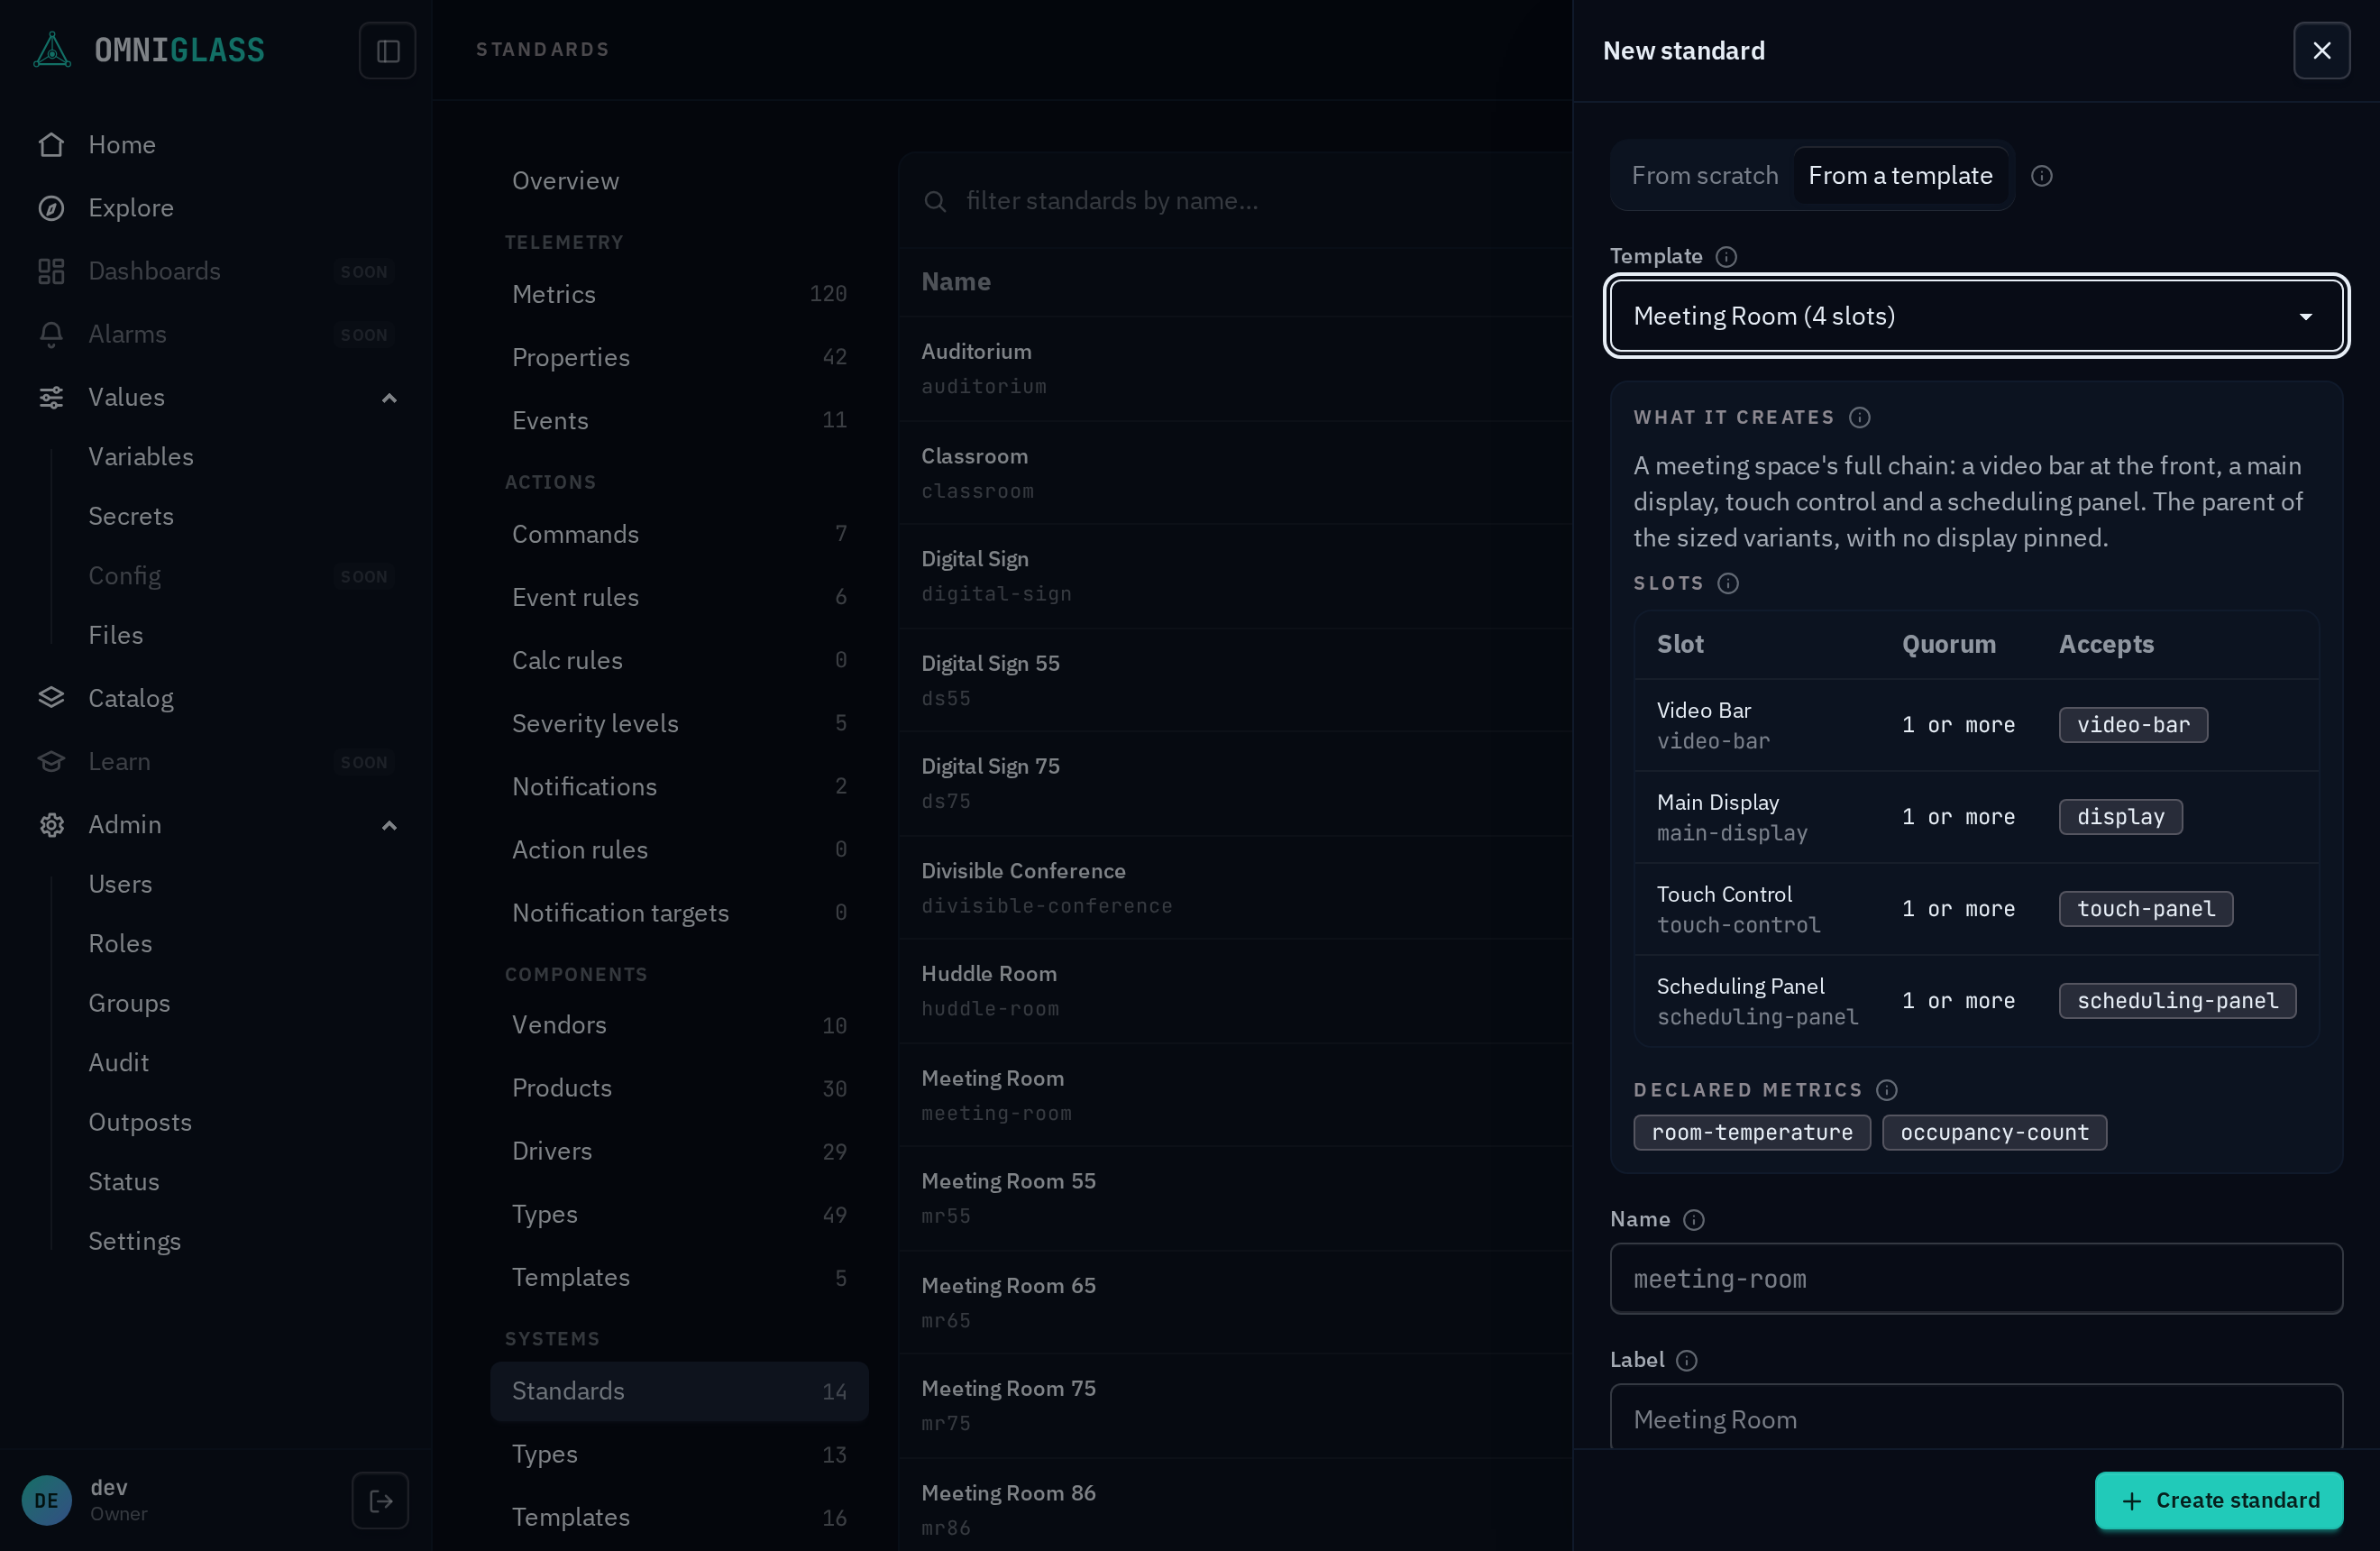 OMNIGLASS
Home
Explore
Dashboards SOON
Alarms SOON
Values
Variables
Secrets
Config SOON
Files
Catalog
Learn SOON
Admin
Users
Roles
Groups
Audit
Outposts
Status
Settings
DE
dev
Owner
STANDARDS
Overview
TELEMETRY
Metrics 120
Properties 42
Events 11
ACTIONS
Commands 7
Event rules 6
Calc rules 0
Severity levels 5
Notifications 2
Action rules 0
Notification targets 0
COMPONENTS
Vendors 10
Products 30
Drivers 29
Types 49
Templates 5
SYSTEMS
Standards 14
Types 13
Templates 16
filter standards by name...
Name
Auditorium
auditorium
Classroom
classroom
Digital Sign
digital-sign
Digital Sign 55
ds55
Digital Sign 75
ds75
Divisible Conference
divisible-conference
Huddle Room
huddle-room
Meeting Room
meeting-room
Meeting Room 55
mr55
Meeting Room 65
mr65
Meeting Room 75
mr75
Meeting Room 86
mr86
New standard
From scratch From a template
Template
Meeting Room (4 slots)
WHAT IT CREATES
A meeting space's full chain: a video bar at the front, a main
display, touch control and a scheduling panel. The parent of
the sized variants, with no display pinned.
SLOTS
Slot Quorum Accepts
Video Bar
video-bar
1 or more video-bar
Main Display
main-display
1 or more display
Touch Control
touch-control
1 or more touch-panel
Scheduling Panel
scheduling-panel
1 or more scheduling-panel
DECLARED METRICS
room-temperature occupancy-count
Name
meeting-room
Label
Meeting Room
Create standard